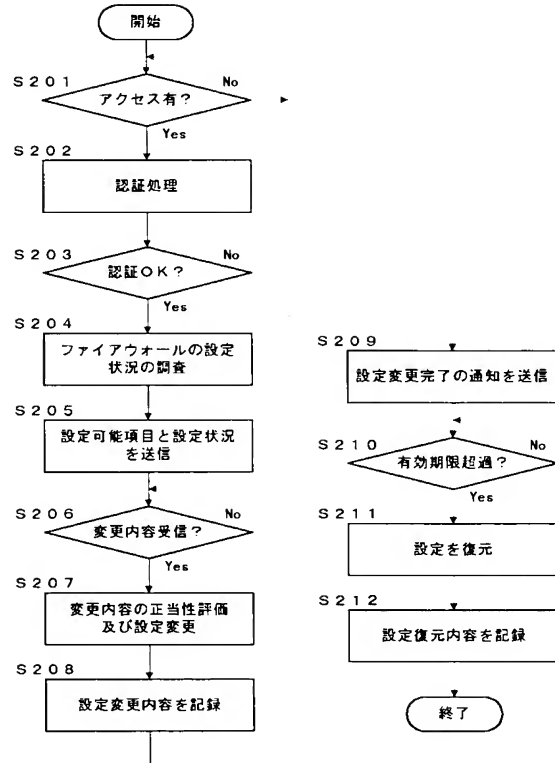 開始
S201
No
アクセス有?
Yes
S202
認証処理
S203
No
認証OK?
Yes
S204
ファイアウォールの設定
状況の調査
S205
設定可能項目と設定状況
を送信
S206
No
変更内容受信?
Yes
S207
変更内容の正当性評価
及び設定変更
S208
設定変更内容を記録
S209
設定変更完了の通知を送信
S210
No
有効期限超過?
Yes
S211
設定を復元
S212
設定復元内容を記録
終了